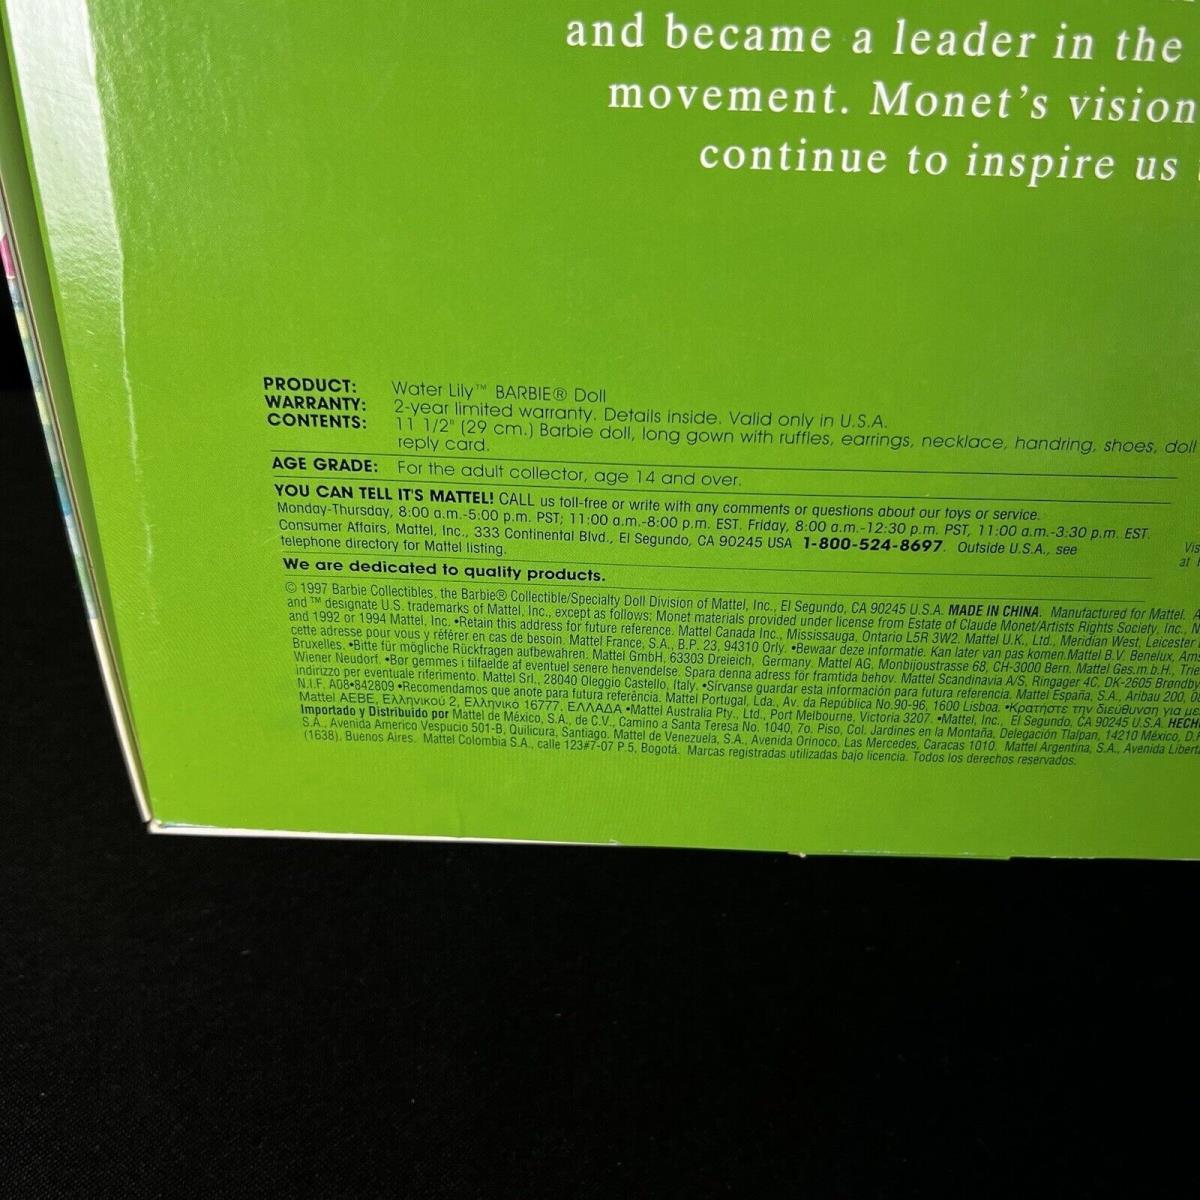 and became a leader in the
movement. Monet's vision
continue to inspire us
PRODUCT: Water Lily™ BARBIE® Doll
WARRANTY: 2-year limited warranty. Details inside. Valid only in U.S.A.
CONTENTS: 11 1/2" (29 cm.) Barbie doll, long gown with ruffles, earrings, necklace, handring, shoes, doll
reply card.
AGE GRADE: For the adult collector, age 14 and over.
YOU CAN TELL IT'S MATTEL! CALL us toll-free or write with any comments or questions about our toys or service.
Monday-Thursday, 8:00 a.m.-5:00 p.m. PST; 11:00 a.m.-8:00 p.m. EST. Friday, 8:00 a.m.-12:30 p.m. PST, 11:00 a.m.-3:30 p.m. EST.
Consumer Affairs, Mattel, Inc., 333 Continental Blvd., El Segundo, CA 90245 USA 1-800-524-8697. Outside U.S.A., see
telephone directory for Mattel listing.
Vis
at
We are dedicated to quality products.
© 1997 Barbie Collectibles, the Barbie® Collectible/Specialty Doll Division of Mattel, Inc., El Segundo, CA 90245 U.S.A. MADE IN CHINA. Manufactured for Mattel. A
and ™ designate U.S. trademarks of Mattel, Inc., except as follows: Monet materials provided under license from Estate of Claude Monet/Artists Rights Society, Inc., N
and 1992 or 1994 Mattel, Inc. •Retain this address for future reference. Mattel Canada Inc., Mississauga, Ontario L5R 3W2. Mattel U.K., Ltd., Meridian West, Leicester
cette adresse pour vous y référer en cas de besoin. Mattel France, S.A., B.P. 23, 94310 Orly. •Bewaar deze informatie. Kan later van pas komen.Mattel B.V. Benelux, Ams
Bruxelles. •Bitte für mögliche Rückfragen aufbewahren. Mattel GmbH, 63303 Dreieich, Germany. Mattel AG, Monbijoustrasse 68, CH-3000 Bern. Mattel Ges.m.b.H., Trie
Wiener Neudorf. •Bør gemmes i tilfælde af eventuel senere henvendelse. Spara denna adress för framtida behov. Mattel Scandinavia A/S, Ringager 4C, DK-2605 Brøndby
indirizzo per eventuale riferimento. Mattel Srl., 28040 Oleggio Castello, Italy. •Sírvanse guardar esta información para futura referencia. Mattel España, S.A., Aribau 200, 08
N.I.F. A08•842809 •Recomendamos que anote para futura referência. Mattel Portugal, Lda., Av. da República No.90-96, 1600 Lisboa. •Κρατήστε την διεύθυνση για με
Mattel AEBE, Ελληνικού 2, Ελληνικό 16777. ΕΛΛΑΔΑ •Mattel Australia Pty., Ltd., Port Melbourne, Victoria 3207. •Mattel, Inc., El Segundo, CA 90245 U.S.A. HECH
Importado y Distribuido por Mattel de México, S.A., de C.V., Camino a Santa Teresa No. 1040, 7o. Piso, Col. Jardines en la Montaña, Delegación Tlalpan, 14210 México, D.F
S.A., Avenida Americo Vespucio 501-B, Quilicura, Santiago. Mattel de Venezuela, S.A., Avenida Orinoco, Las Mercedes, Caracas 1010. Mattel Argentina, S.A., Avenida Libert
(1638), Buenos Aires. Mattel Colombia S.A., calle 123#7-07 P.5, Bogotá. Marcas registradas utilizadas bajo licencia. Todos los derechos reservados.